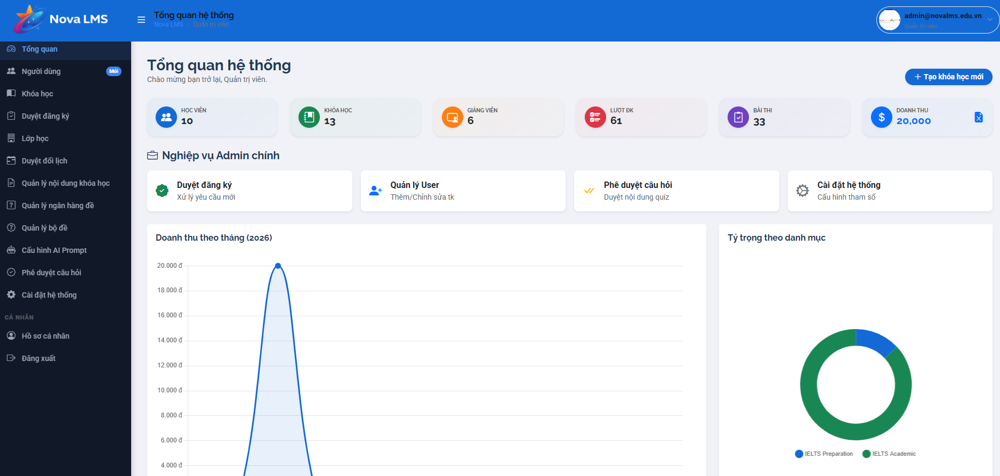 Nova LMS
Tổng quan hệ thống
Nova LMS > Quản trị viên
admin@novalms.edu.vn
Quản trị viên
Tổng quan
Người dùng
Mới
Khóa học
Duyệt đăng ký
Lớp học
Duyệt đổi lịch
Quản lý nội dung khóa học
Quản lý ngân hàng đề
Quản lý bộ đề
Cấu hình AI Prompt
Phê duyệt câu hỏi
Cài đặt hệ thống
CÁ NHÂN
Hồ sơ cá nhân
Đăng xuất
Tổng quan hệ thống
Chào mừng bạn trở lại, Quản trị viên.
+ Tạo khóa học mới
HỌC VIÊN
10
KHÓA HỌC
13
GIẢNG VIÊN
6
LƯỢT ĐK
61
BÀI THI
33
DOANH THU
20,000
Nghiệp vụ Admin chính
Duyệt đăng ký
Xử lý yêu cầu mới
Quản lý User
Thêm/Chỉnh sửa tk
Phê duyệt câu hỏi
Duyệt nội dung quiz
Cài đặt hệ thống
Cấu hình tham số
Doanh thu theo tháng (2026)
20.000 đ
18.000 đ
16.000 đ
14.000 đ
12.000 đ
10.000 đ
8.000 đ
6.000 đ
4.000 đ
Tỷ trọng theo danh mục
IELTS Preparation
IELTS Academic